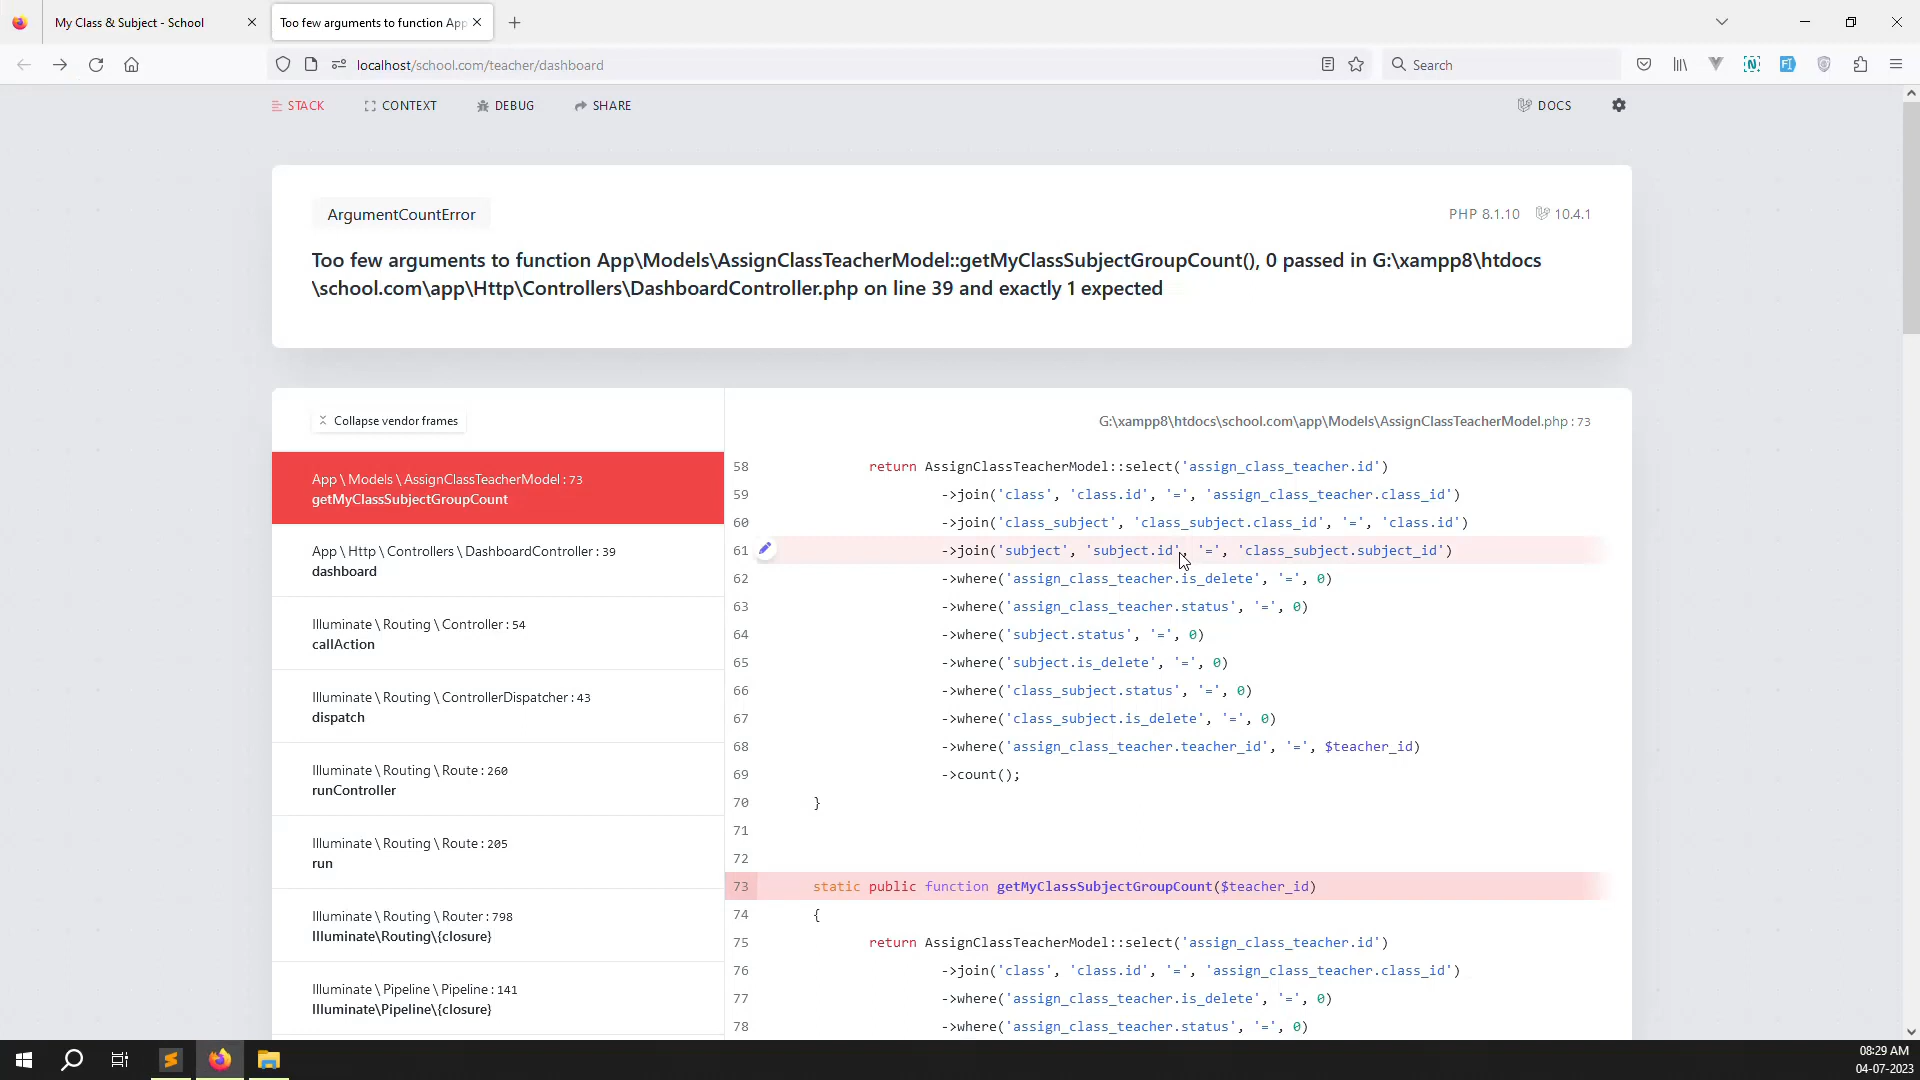 My Class & Subject - School
Too few arguments to function App
localhost/school.com/teacher/dashboard
Search
STACK
CONTEXT
DEBUG
SHARE
DOCS
ArgumentCountError
PHP 8.1.10
10.4.1
Too few arguments to function App\Models\AssignClassTeacherModel::getMyClassSubjectGroupCount(), 0 passed in G:\xampp8\htdocs
\school.com\app\Http\Controllers\DashboardController.php on line 39 and exactly 1 expected
Collapse vendor frames
App \ Models \ AssignClassTeacherModel : 73
getMyClassSubjectGroupCount
App \ Http \ Controllers \ DashboardController : 39
dashboard
Illuminate \ Routing \ Controller : 54
callAction
Illuminate \ Routing \ ControllerDispatcher : 43
dispatch
Illuminate \ Routing \ Route : 260
runController
Illuminate \ Routing \ Route : 205
run
Illuminate \ Routing \ Router : 798
Illuminate\Routing\{closure}
Illuminate \ Pipeline \ Pipeline : 141
Illuminate\Pipeline\{closure}
G:\xampp8\htdocs\school.com\app\Models\AssignClassTeacherModel.php : 73
58 return AssignClassTeacherModel::select('assign_class_teacher.id')
59 ->join('class', 'class.id', '=', 'assign_class_teacher.class_id')
60 ->join('class_subject', 'class_subject.class_id', '=', 'class.id')
61 ->join('subject', 'subject.id', '=', 'class_subject.subject_id')
62 ->where('assign_class_teacher.is_delete', '=', 0)
63 ->where('assign_class_teacher.status', '=', 0)
64 ->where('subject.status', '=', 0)
65 ->where('subject.is_delete', '=', 0)
66 ->where('class_subject.status', '=', 0)
67 ->where('class_subject.is_delete', '=', 0)
68 ->where('assign_class_teacher.teacher_id', '=', $teacher_id)
69 ->count();
70 }
71
72
73 static public function getMyClassSubjectGroupCount($teacher_id)
74 {
75 return AssignClassTeacherModel::select('assign_class_teacher.id')
76 ->join('class', 'class.id', '=', 'assign_class_teacher.class_id')
77 ->where('assign_class_teacher.is_delete', '=', 0)
78 ->where('assign_class_teacher.status', '=', 0)
08:29 AM
04-07-2023